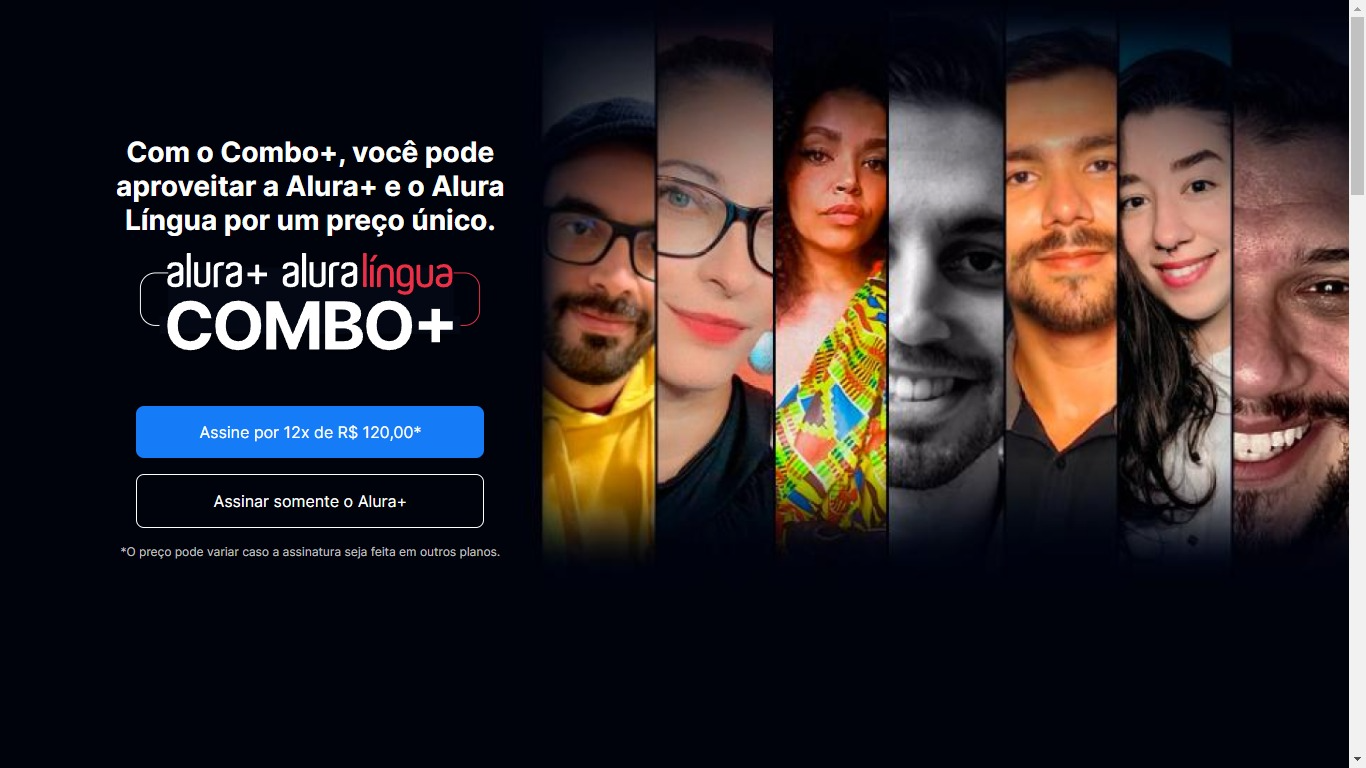 Com o Combo+, você pode
aproveitar a Alura+ e o Alura
Língua por um preço único.
alura+ aluralíngua
COMBO+
Assine por 12x de R$ 120,00*
Assinar somente o Alura+
*O preço pode variar caso a assinatura seja feita em outros planos.